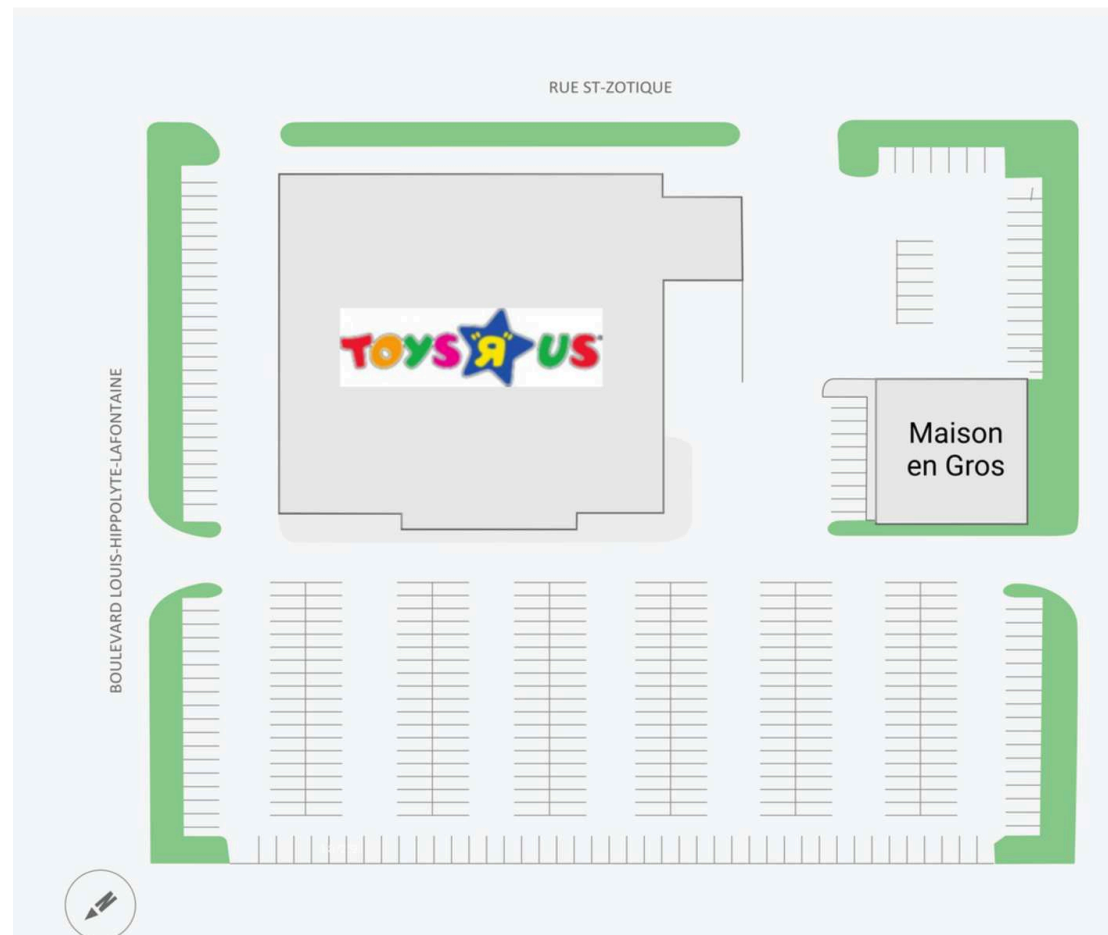 RUE ST-ZOTIQUE
BOULEVARD LOUIS-HIPPOLYTE-LAFONTAINE
TOYS "R" US
Maison
en Gros
N